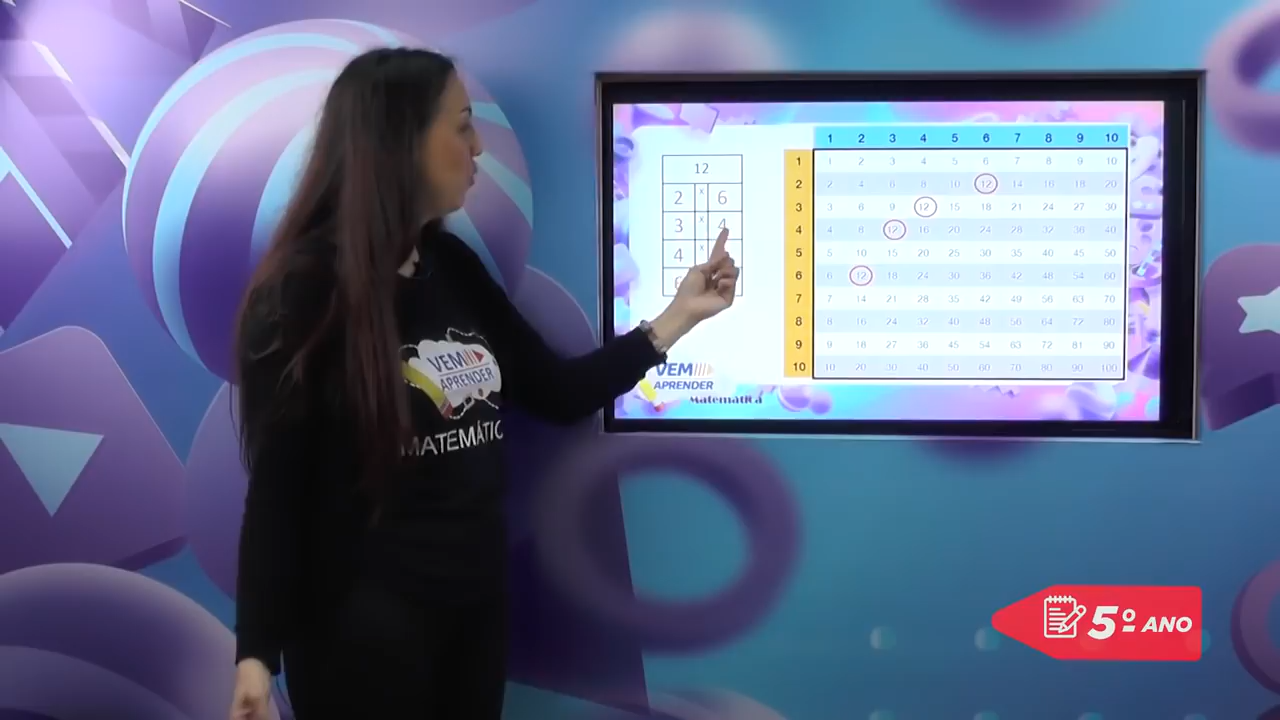 12
2 x 6
3 x 4
4 x
1 2 3 4 5 6 7 8 9 10
1 1 2 3 4 5 6 7 8 9 10
2 2 4 6 8 10 12 14 16 18 20
3 3 6 9 12 15 18 21 24 27 30
4 4 8 12 16 20 24 28 32 36 40
5 5 10 15 20 25 30 35 40 45 50
6 6 12 18 24 30 36 42 48 54 60
7 7 14 21 28 35 42 49 56 63 70
8 8 16 24 32 40 48 56 64 72 80
9 9 18 27 36 45 54 63 72 81 90
10 10 20 30 40 50 60 70 80 90 100
VEM
APRENDER
Matemática
VEM
APRENDER
MATEMÁTIC
5º ANO